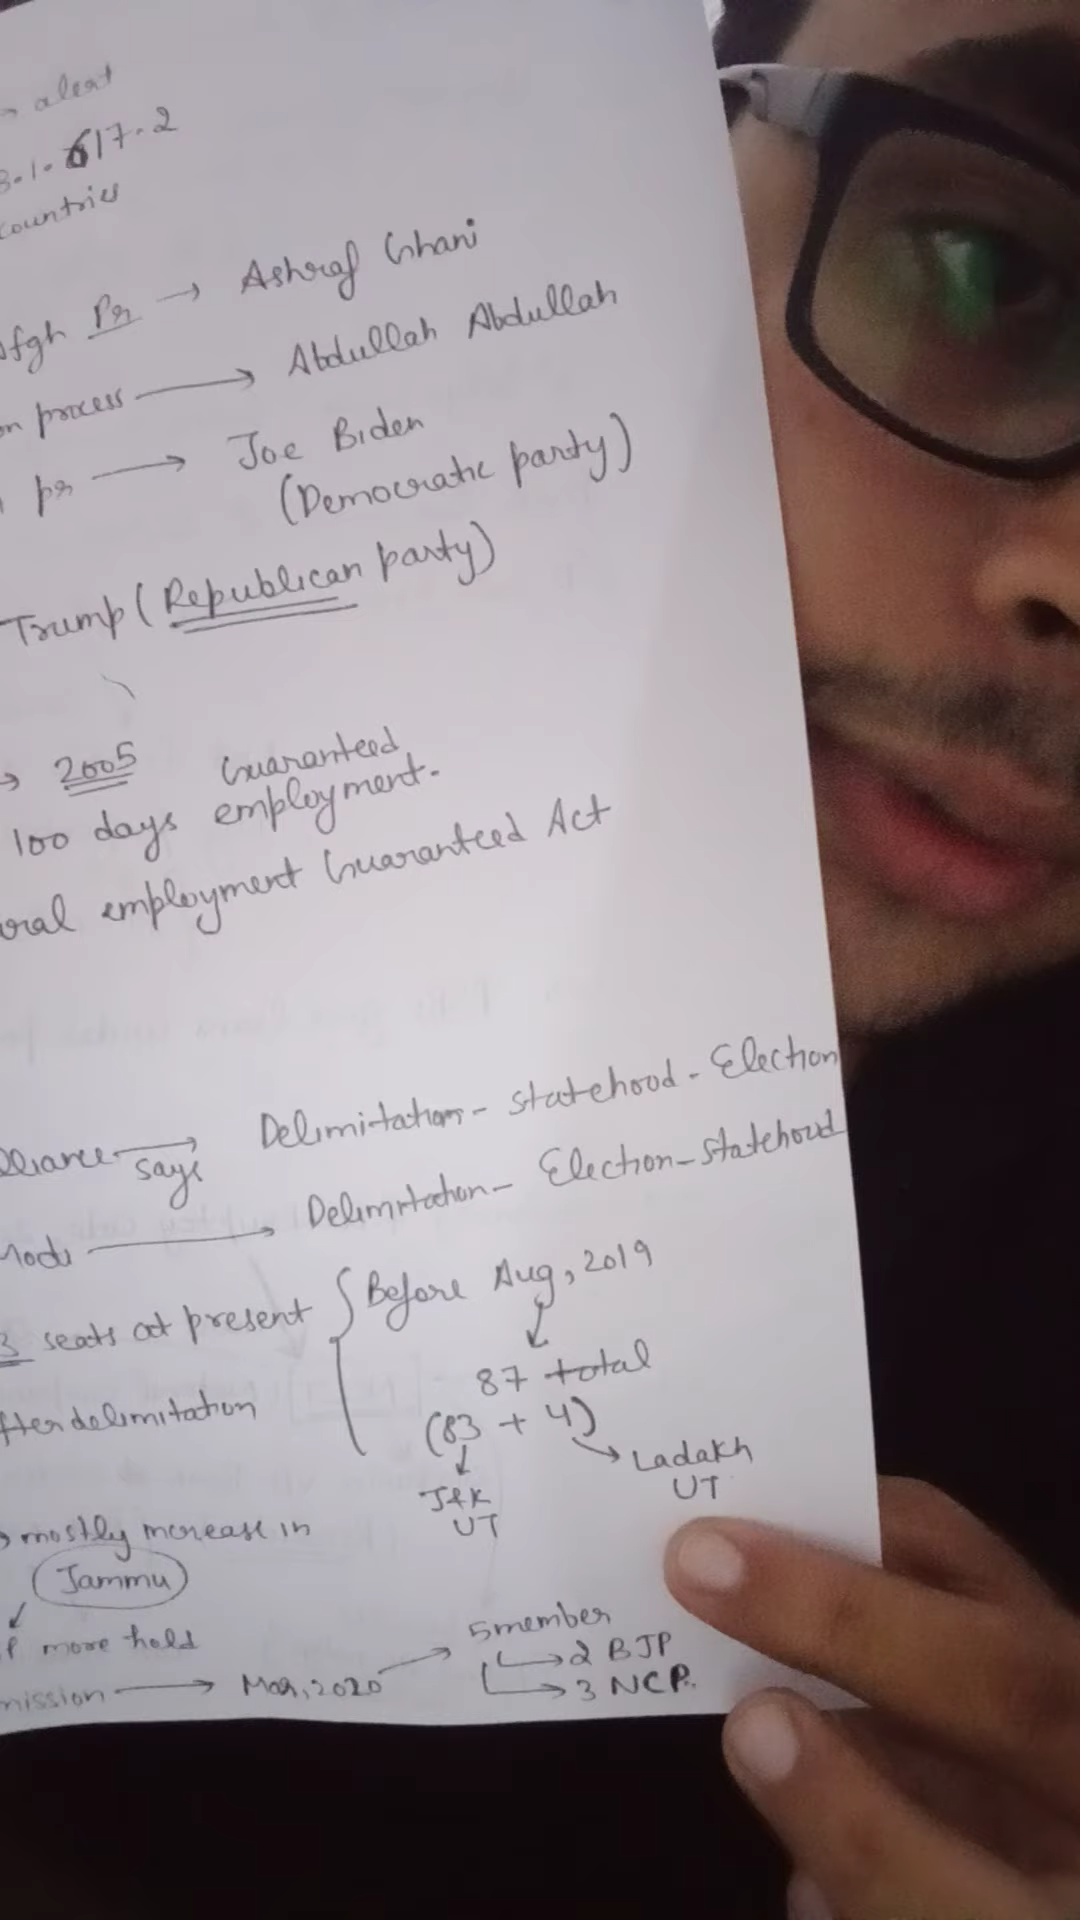 → alert
3.1.617.2
countries
Afgh Pr → Ashraf Ghani
on process → Abdullah Abdullah
pr → Joe Biden
(Democratic party)
Trump (Republican party)
→ 2005 Guaranteed
100 days employment.
employment Guaranteed Act
says → Delimitation - statehood - Election
Modi → Delimitation - Election - statehood
3 seats at present { Before Aug, 2019
87 total
after delimitation (83 + 4)
J&K UT
Ladakh UT
→ mostly increase in
Jammu
more hold
mission → Mar, 2020 → 5 member
→ 2 BJP
→ 3 NCP.